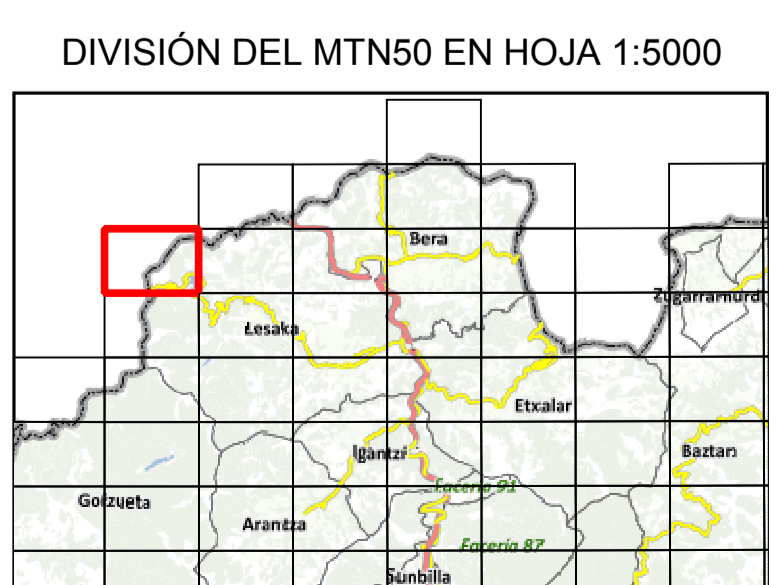 DIVISIÓN DEL MTN50 EN HOJA 1:5000
Bera
Zugarramurdi
Lesaka
Etxalar
Igantzi
Baztan
Facería 91
Goizueta
Arantza
Facería 87
Sunbilla